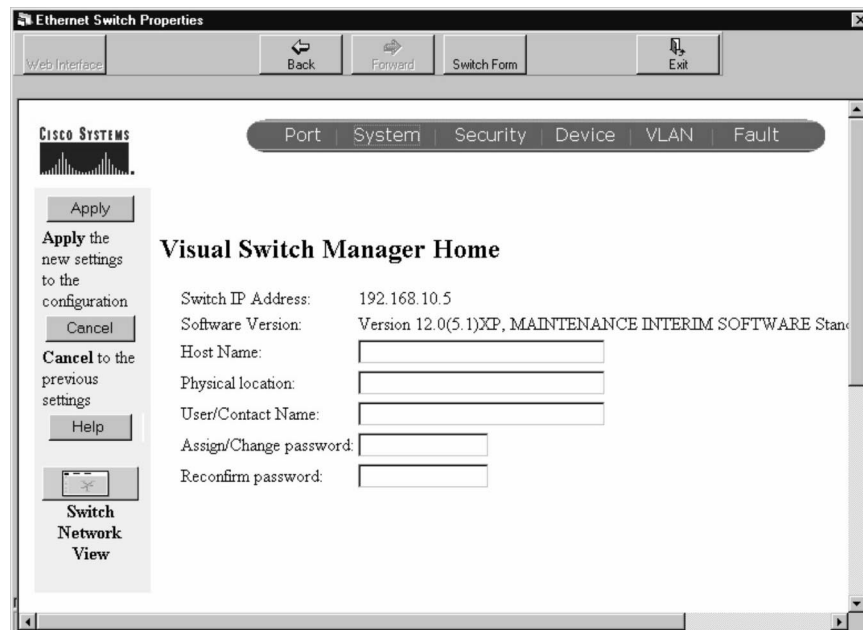 Ethernet Switch Properties
Web Interface
Back
Forward
Switch Form
Exit
CISCO SYSTEMS
Port | System | Security | Device | VLAN | Fault
Apply
Apply the
new settings
to the
configuration
Cancel
Cancel to the
previous
settings
Help
Switch
Network
View
Visual Switch Manager Home
Switch IP Address: 192.168.10.5
Software Version: Version 12.0(5.1)XP, MAINTENANCE INTERIM SOFTWARE Stan
Host Name:
Physical location:
User/Contact Name:
Assign/Change password:
Reconfirm password: